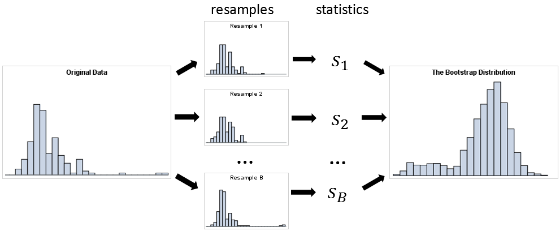 resamples
statistics
Original Data
Resample 1
S1
Resample 2
S2
...
...
Resample B
SB
The Bootstrap Distribution